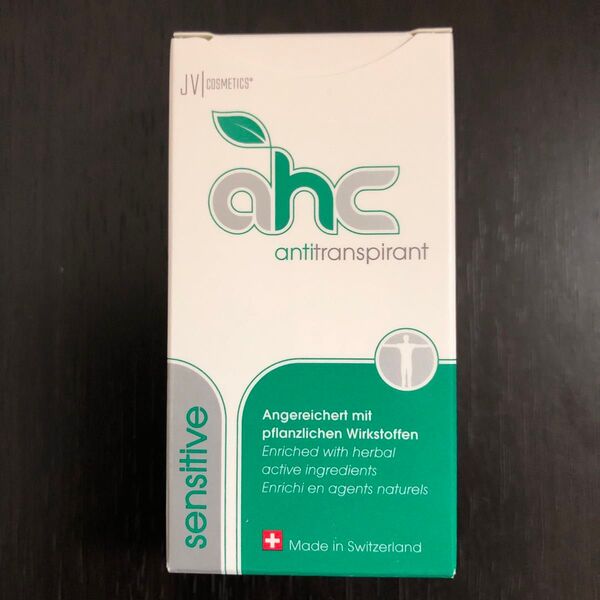 JV|COSMETICS®
ahc
antitranspirant
sensitive
Angereichert mit
pflanzlichen Wirkstoffen
Enriched with herbal
active ingredients
Enrichi en agents naturels
Made in Switzerland